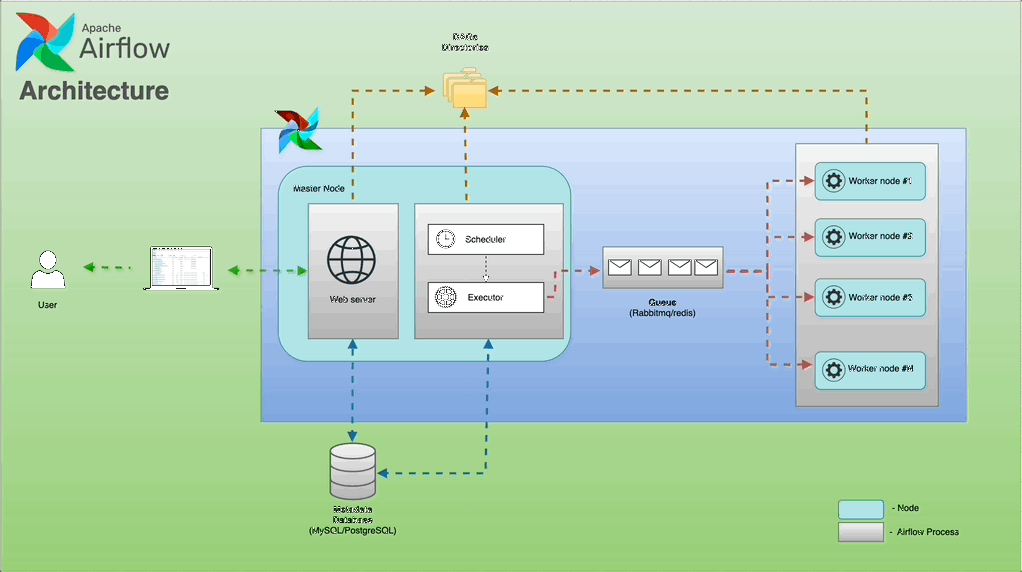 Apache
Airflow
Architecture
DAGs
Directories
Master Node
Web server
Scheduler
Executor
Queue
(Rabbitmq/redis)
Worker node #1
Worker node #2
Worker node #3
Worker node
User
Metadata
Database
(MySQL/PostgreSQL)
- Node
- Airflow Process